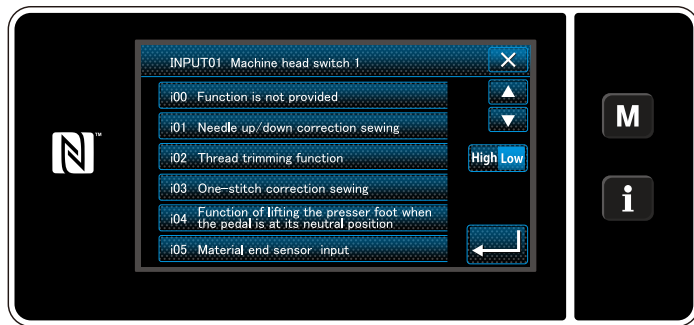 INPUT01 Machine head switch 1
i00 Function is not provided
i01 Needle up/down correction sewing
i02 Thread trimming function
High Low
i03 One-stitch correction sewing
i04 Function of lifting the presser foot when
the pedal is at its neutral position
i05 Material end sensor input
N™
M
i